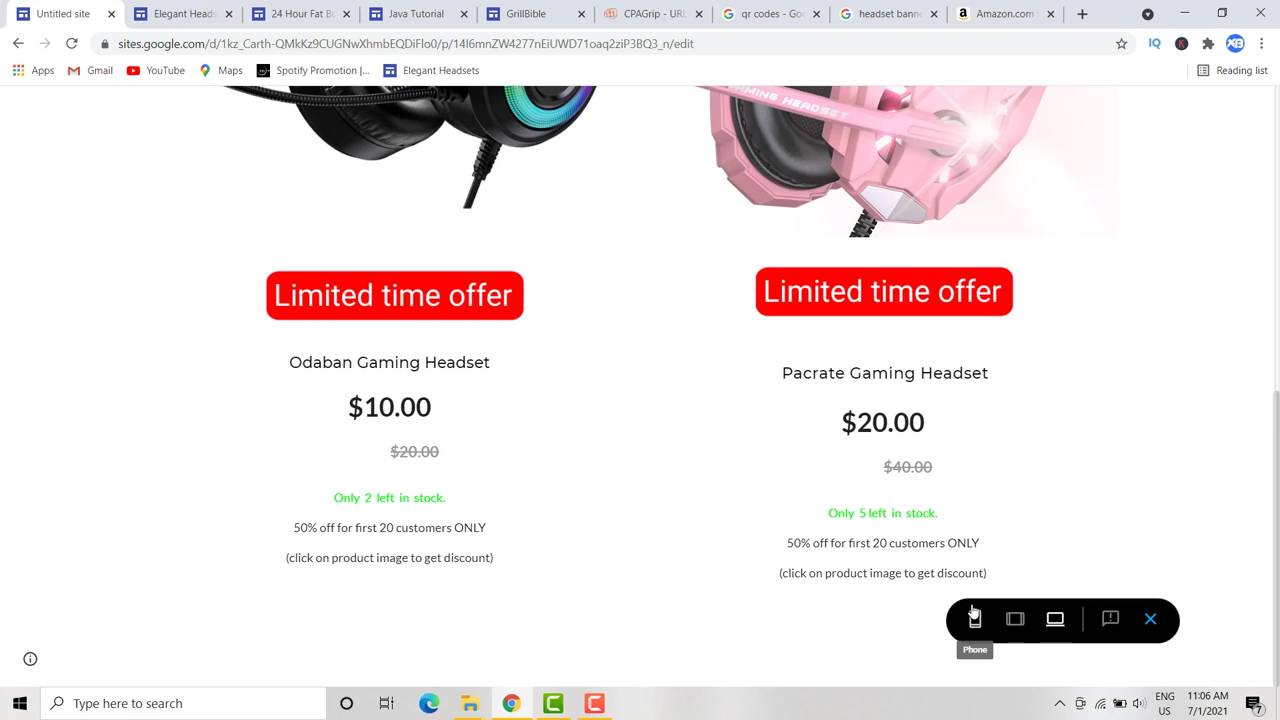 Untitled site
Elegant Heads
24 Hour Fat B
Java Tutorial
GrillBible
CPAGrip - UR
qr codes - G
Headset bann
Amazon.com
sites.google.com/d/1kz_Carth-QMkKz9CUGNwXhmbEQDiFlo0/p/14I6mnZW4277nEiUWD71oaq2ziP3BQ3_n/edit
Apps
Gmail
YouTube
Maps
Spotify Promotion |...
Elegant Headsets
Reading list
GAMING HEADSET
Limited time offer
Limited time offer
Odaban Gaming Headset
Pacrate Gaming Headset
$10.00
$20.00
$20.00
$40.00
Only 2 left in stock.
Only 5 left in stock.
50% off for first 20 customers ONLY
50% off for first 20 customers ONLY
(click on product image to get discount)
(click on product image to get discount)
Phone
Type here to search
ENG
US
11:06 AM
7/1/2021
7